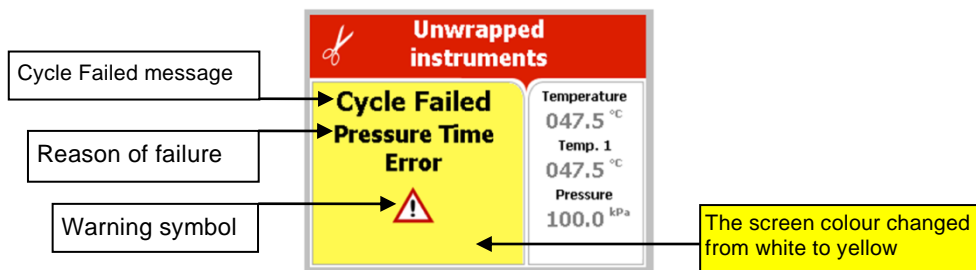 Unwrapped
instruments
Cycle Failed message
Cycle Failed
Pressure Time
Error
Reason of failure
Warning symbol
Temperature
047.5 °C
Temp. 1
047.5 °C
Pressure
100.0 kPa
The screen colour changed
from white to yellow